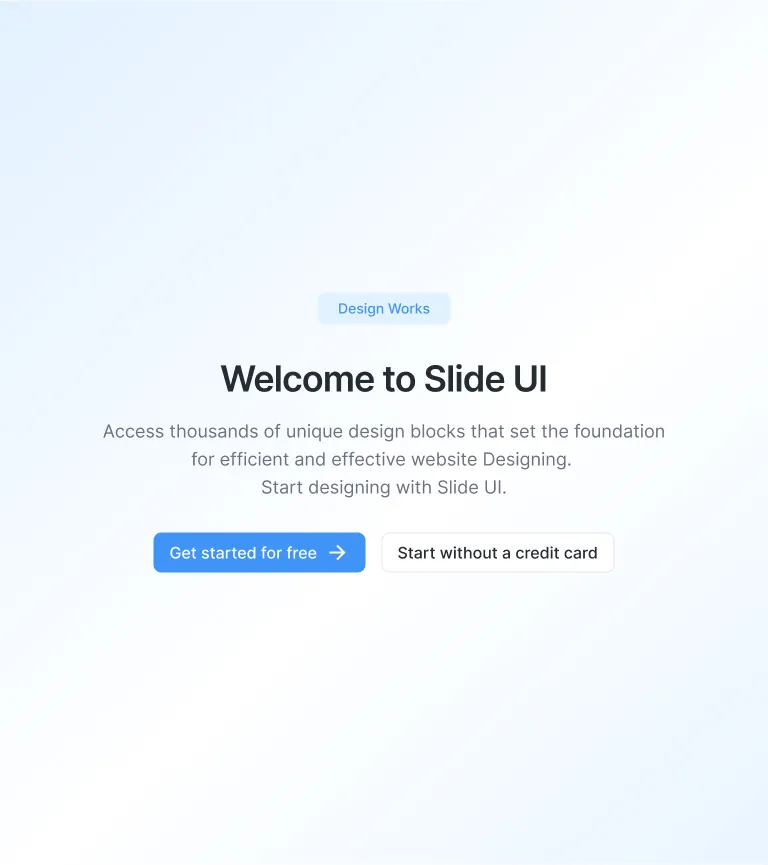 Design Works
Welcome to Slide UI
Access thousands of unique design blocks that set the foundation
for efficient and effective website Designing.
Start designing with Slide UI.
Get started for free
Start without a credit card